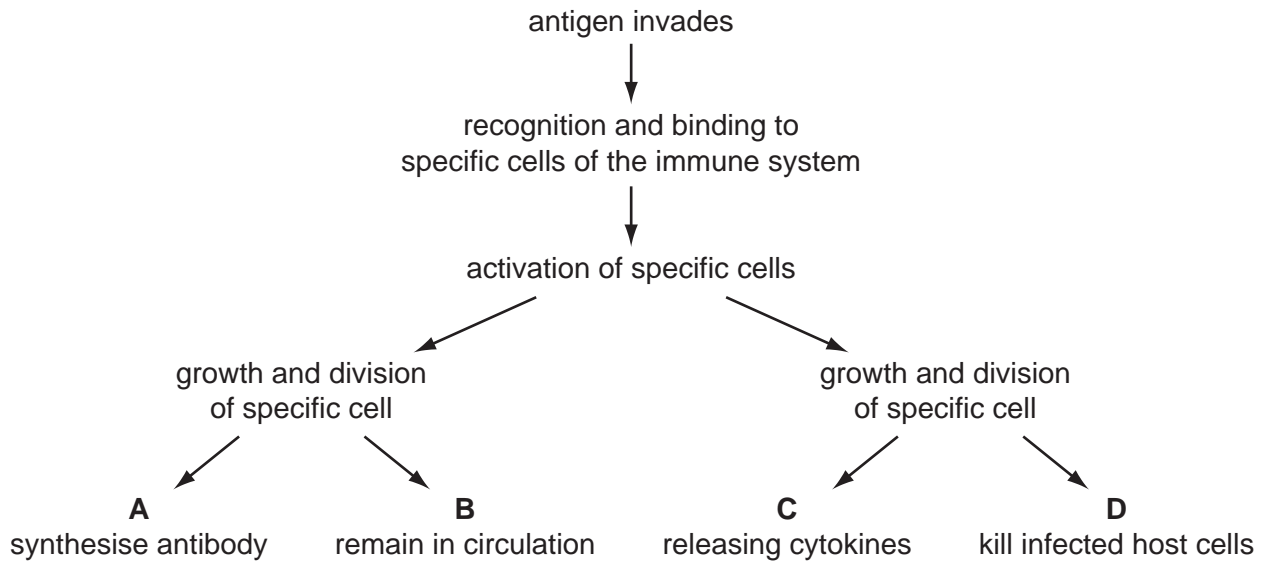 antigen invades
recognition and binding to
specific cells of the immune system
activation of specific cells
growth and division
of specific cell
growth and division
of specific cell
A
synthesise antibody
B
remain in circulation
C
releasing cytokines
D
kill infected host cells